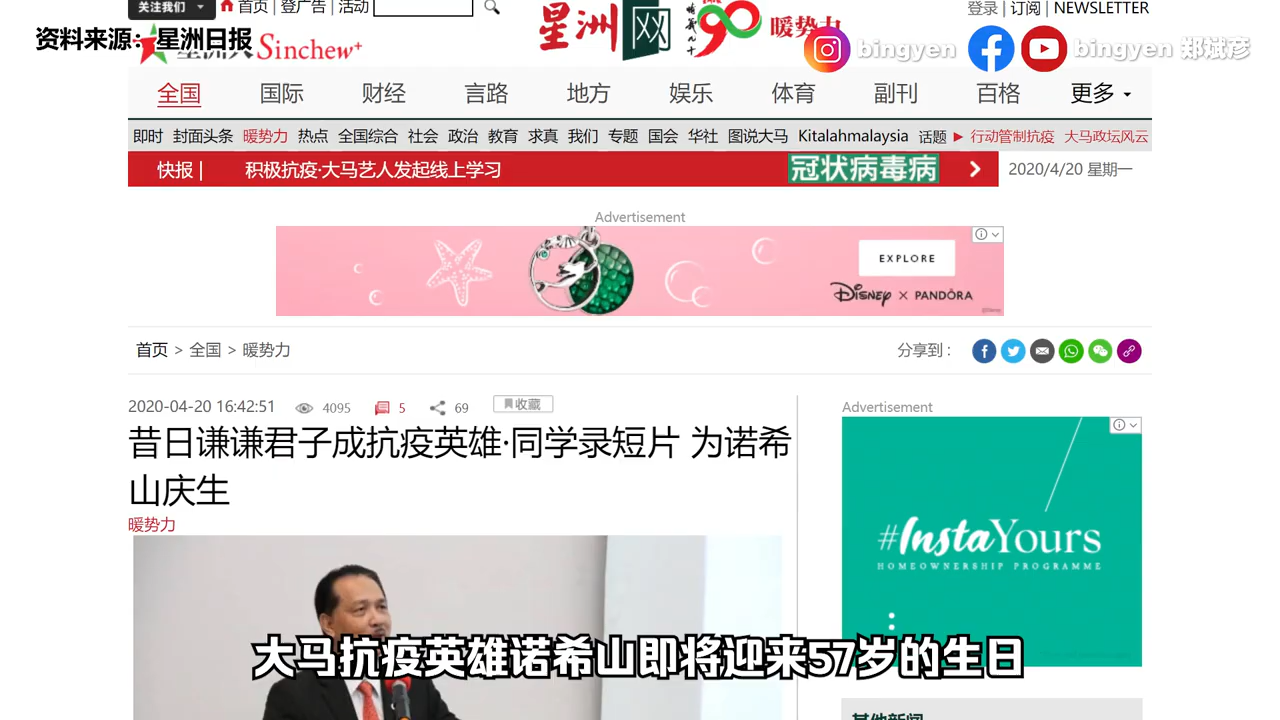 关注我们 首页 | 登广告 | 活动
登录 | 订阅 | NEWSLETTER
资料来源：星洲日报
Sinchew+
星洲网
90
暖势力
bingyen
bingyen 郑斌彦
全国 国际 财经 言路 地方 娱乐 体育 副刊 百格 更多
即时 封面头条 暖势力 热点 全国综合 社会 政治 教育 求真 我们 专题 国会 华社 图说大马 Kitalahmalaysia 话题 行动管制抗疫 大马政坛风云
快报 | 积极抗疫·大马艺人发起线上学习 冠状病毒病 2020/4/20 星期一
Advertisement
EXPLORE
Disney × PANDORA
首页 > 全国 > 暖势力
分享到：
2020-04-20 16:42:51 4095 5 69 收藏
昔日谦谦君子成抗疫英雄·同学录短片 为诺希
山庆生
暖势力
Advertisement
#InstaYours
HOMEOWNERSHIP PROGRAMME
大马抗疫英雄诺希山即将迎来57岁的生日
其他新闻